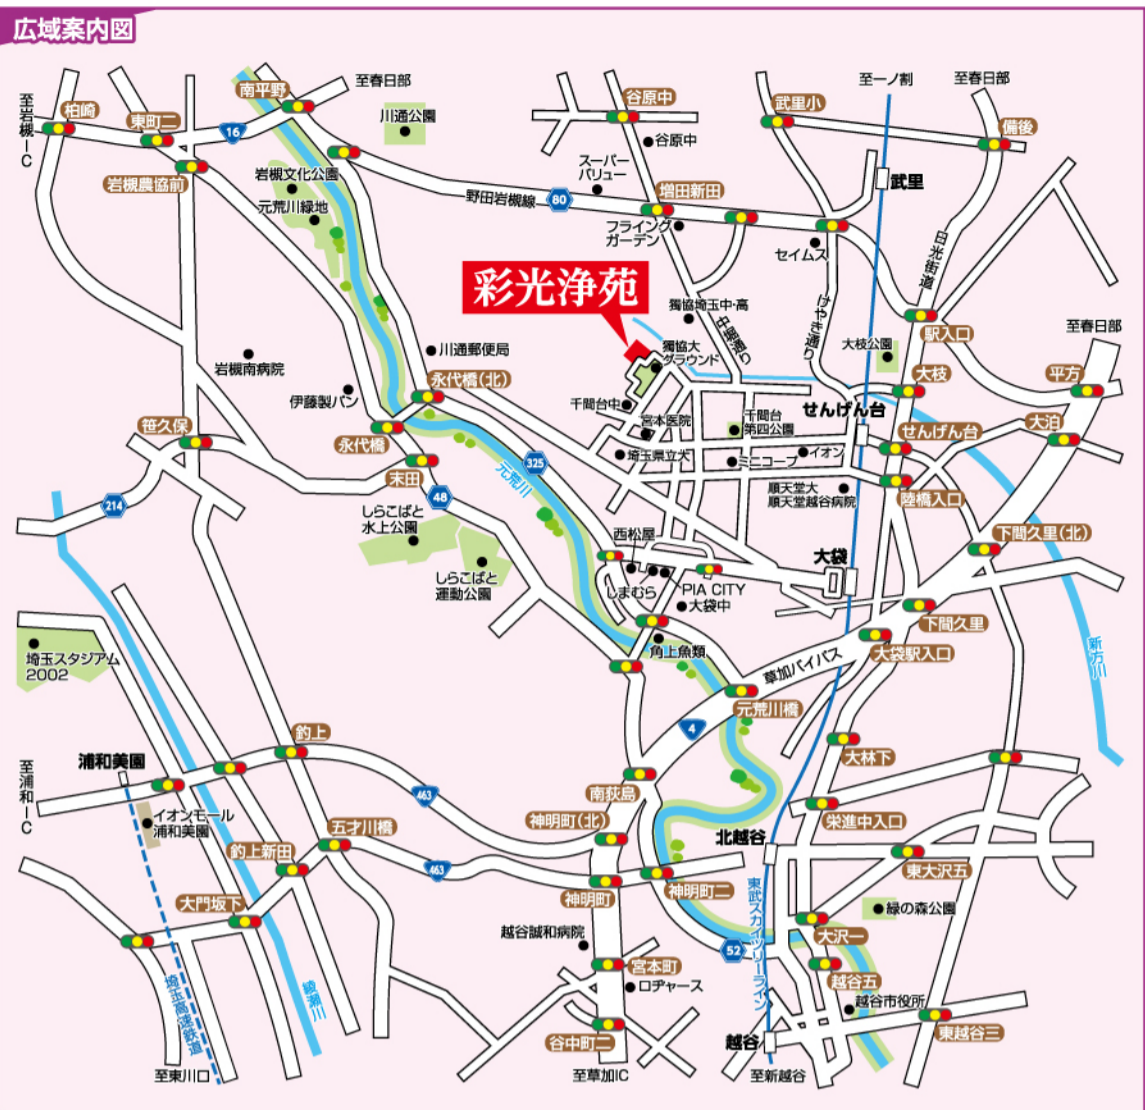 広域案内図
至一ノ割
至春日部
至春日部
南平野
谷原中
武里小
至岩槻IC
柏崎
東町二
16
川通公園
備後
谷原中
スーパー
バリュー
岩槻農協前
岩槻文化公園
武里
野田岩槻線
80
増田新田
元荒川緑地
フライング
ガーデン
セイムス
日光街道
彩光浄苑
獨協埼玉中・高
中堀通り
けやき通り
駅入口
至春日部
川通郵便局
獨協大
グラウンド
大枝公園
岩槻南病院
永代橋(北)
大枝
平方
伊藤製パン
千間台中
せんげん台
宮本医院
千間台
第四公園
大泊
笹久保
永代橋
せんげん台
埼玉県立大
ミニコープ
イオン
末田
325
元荒川
48
順天堂大
順天堂越谷病院
陸橋入口
214
しらこばと
水上公園
西松屋
下間久里(北)
大袋
しらこばと
運動公園
しまむら
PIA CITY
大袋中
下間久里
角上魚類
大袋駅入口
新方川
埼玉スタジアム
2002
草加バイパス
元荒川橋
4
釣上
大林下
浦和美園
至浦和IC
463
南荻島
イオンモール
浦和美園
神明町(北)
栄進中入口
五才川橋
北越谷
釣上新田
463
東大沢五
神明町
神明町二
大門坂下
東武スカイツリーライン
緑の森公園
越谷誠和病院
52
大沢一
宮本町
越谷五
ロヂャース
埼玉高速鉄道
綾瀬川
越谷市役所
谷中町二
越谷
東越谷三
至東川口
至草加IC
至新越谷